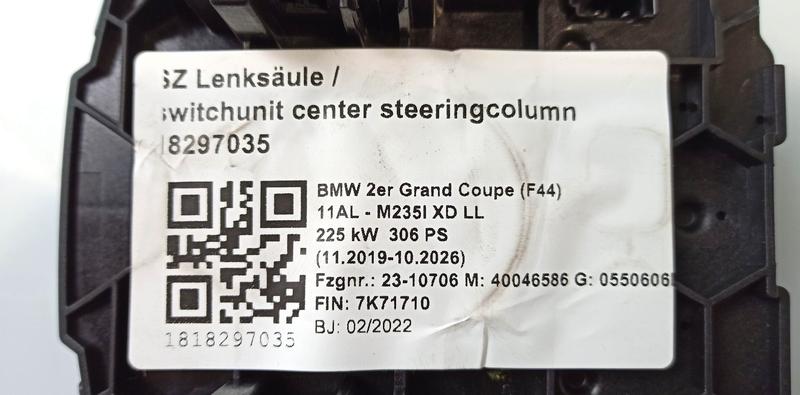 SZ Lenksäule /
switchunit center steeringcolumn
18297035
BMW 2er Grand Coupe (F44)
11AL - M235I XD LL
225 kW 306 PS
(11.2019-10.2026)
Fzgnr.: 23-10706 M: 40046586 G: 0550606
FIN: 7K71710
BJ: 02/2022
1818297035